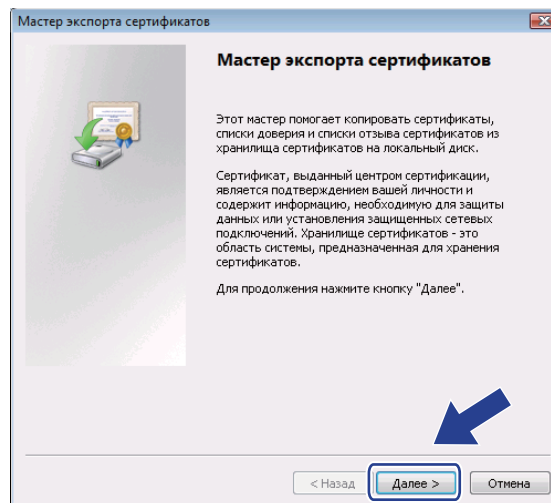 Мастер экспорта сертификатов
Мастер экспорта сертификатов
Этот мастер помогает копировать сертификаты,
списки доверия и списки отзыва сертификатов из
хранилища сертификатов на локальный диск.
Сертификат, выданный центром сертификации,
является подтверждением вашей личности и
содержит информацию, необходимую для защиты
данных или установления защищенных сетевых
подключений. Хранилище сертификатов - это
область системы, предназначенная для хранения
сертификатов.
Для продолжения нажмите кнопку "Далее".
< Назад Далее > Отмена